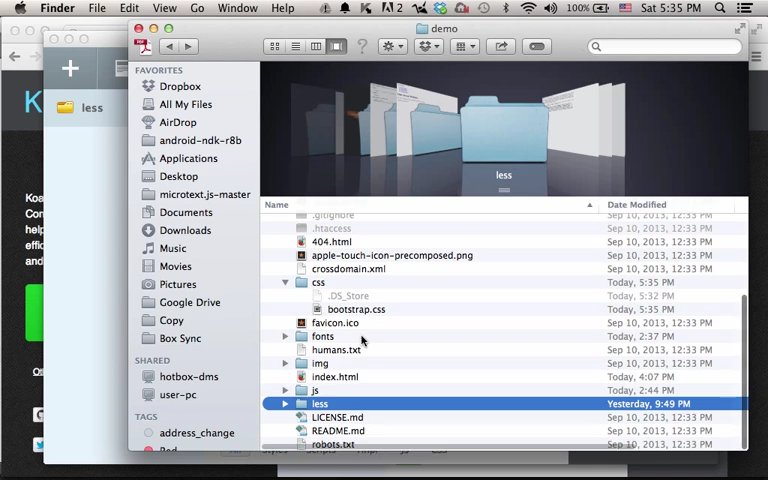 Finder File Edit View Go Window Help
2 100% Sat 5:35 PM
demo
K
less
Koa
Con
help
effic
and
Or
FAVORITES
Dropbox
All My Files
AirDrop
android-ndk-r8b
Applications
Desktop
microtext.js-master
Documents
Downloads
Music
Movies
Pictures
Google Drive
Copy
Box Sync
SHARED
hotbox-dms
user-pc
TAGS
address_change
Red
less
Name Date Modified
.gitignore Sep 10, 2013, 12:33 PM
.htaccess Sep 10, 2013, 12:33 PM
404.html Sep 10, 2013, 12:33 PM
apple-touch-icon-precomposed.png Sep 10, 2013, 12:33 PM
crossdomain.xml Sep 10, 2013, 12:33 PM
css Today, 5:35 PM
.DS_Store Today, 5:32 PM
bootstrap.css Today, 5:35 PM
favicon.ico Sep 10, 2013, 12:33 PM
fonts Today, 2:37 PM
humans.txt Sep 10, 2013, 12:33 PM
img Sep 10, 2013, 12:33 PM
index.html Today, 4:07 PM
js Today, 2:44 PM
less Yesterday, 9:49 PM
LICENSE.md Sep 10, 2013, 12:33 PM
README.md Sep 10, 2013, 12:33 PM
robots.txt Sep 10, 2013, 12:33 PM